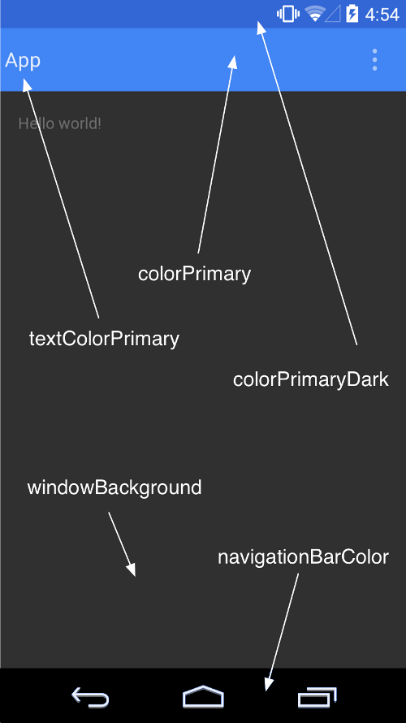 4:54
App
Hello world!
colorPrimary
textColorPrimary
colorPrimaryDark
windowBackground
navigationBarColor